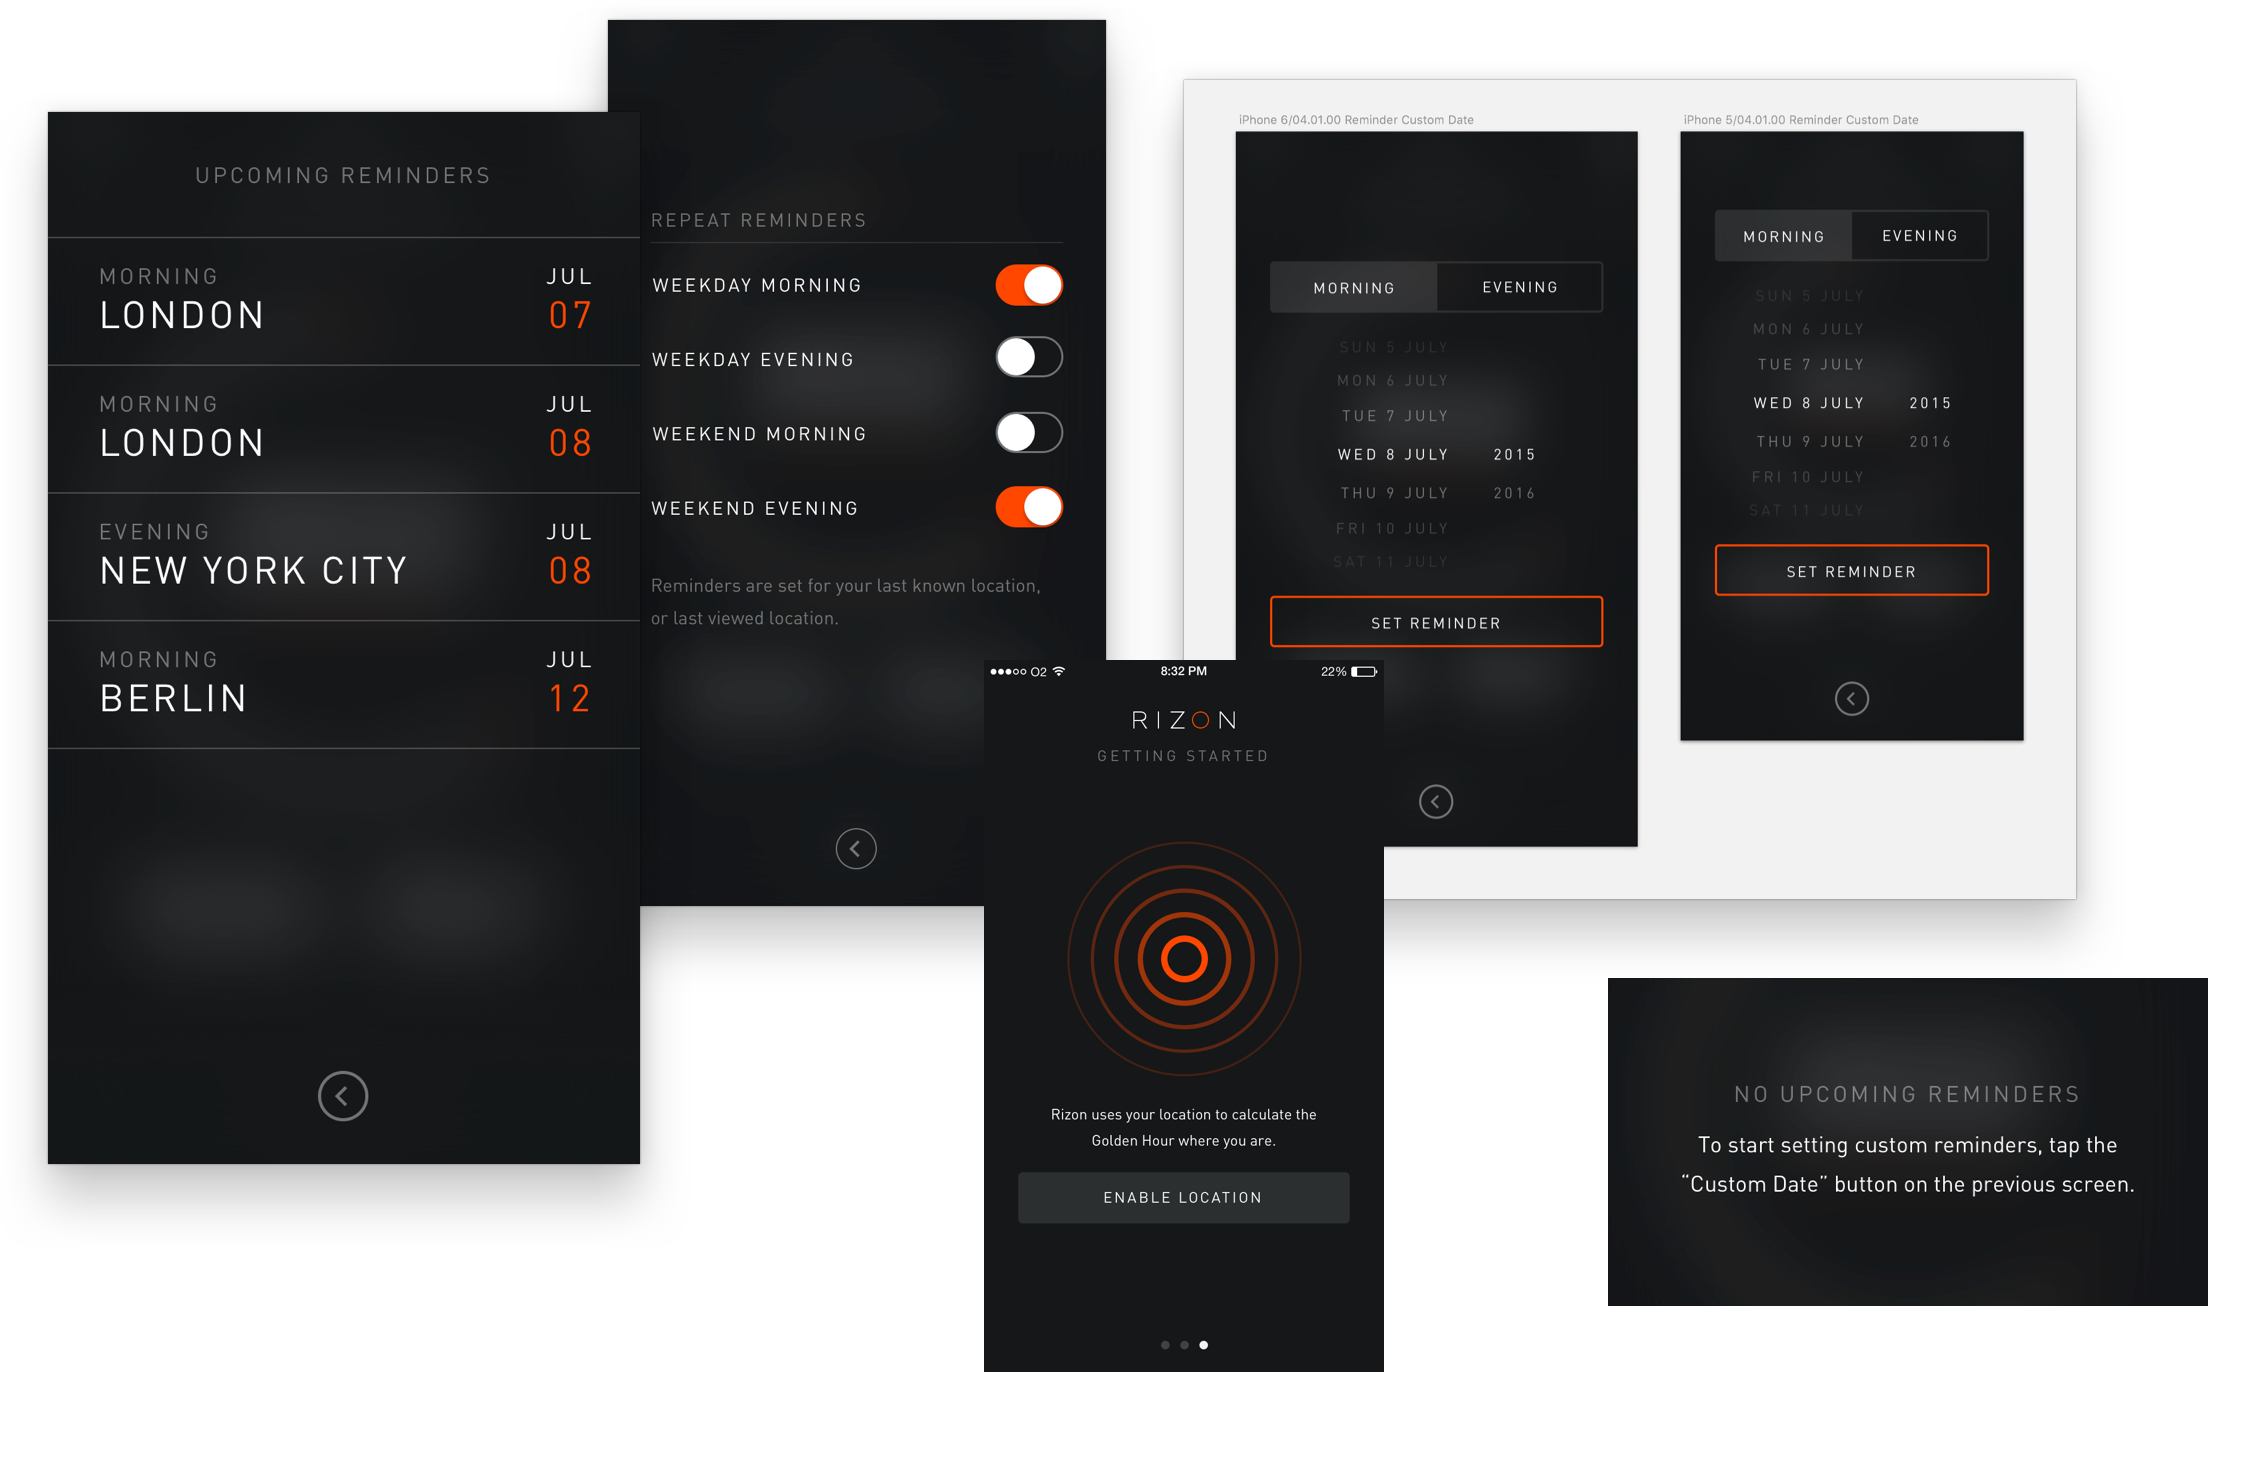 UPCOMING REMINDERS
MORNING
LONDON
JUL
07
MORNING
LONDON
JUL
08
EVENING
NEW YORK CITY
JUL
08
MORNING
BERLIN
JUL
12
REPEAT REMINDERS
WEEKDAY MORNING
WEEKDAY EVENING
WEEKEND MORNING
WEEKEND EVENING
Reminders are set for your last known location,
or last viewed location.
iPhone 6/04.01.00 Reminder Custom Date
MORNING EVENING
SUN 5 JULY
MON 6 JULY
TUE 7 JULY
WED 8 JULY 2015
THU 9 JULY 2016
FRI 10 JULY
SAT 11 JULY
SET REMINDER
iPhone 5/04.01.00 Reminder Custom Date
MORNING EVENING
SUN 5 JULY
MON 6 JULY
TUE 7 JULY
WED 8 JULY 2015
THU 9 JULY 2016
FRI 10 JULY
SAT 11 JULY
SET REMINDER
O2 8:32 PM 22%
RIZON
GETTING STARTED
Rizon uses your location to calculate the
Golden Hour where you are.
ENABLE LOCATION
NO UPCOMING REMINDERS
To start setting custom reminders, tap the
“Custom Date” button on the previous screen.